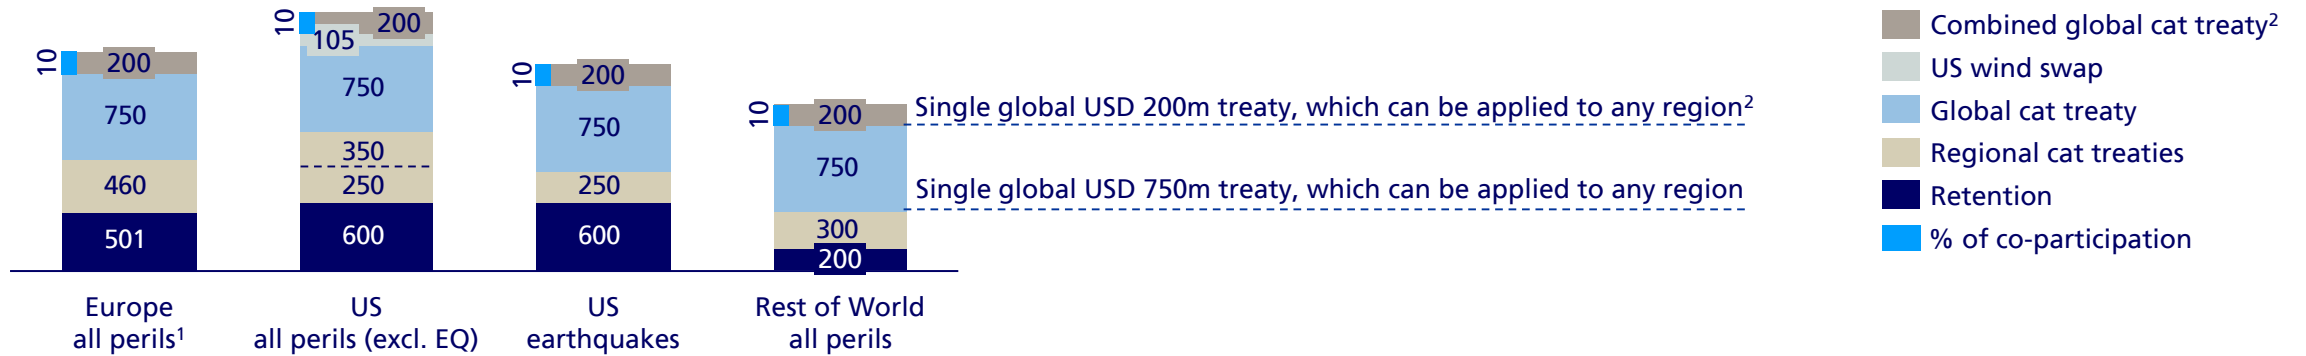 10
200
750
460
501
Europe
all perils1
10
200
105
750
350
250
600
US
all perils (excl. EQ)
10
200
750
250
600
US
earthquakes
10
200
750
300
200
Rest of World
all perils
Single global USD 200m treaty, which can be applied to any region2
Single global USD 750m treaty, which can be applied to any region
Combined global cat treaty2
US wind swap
Global cat treaty
Regional cat treaties
Retention
% of co-participation